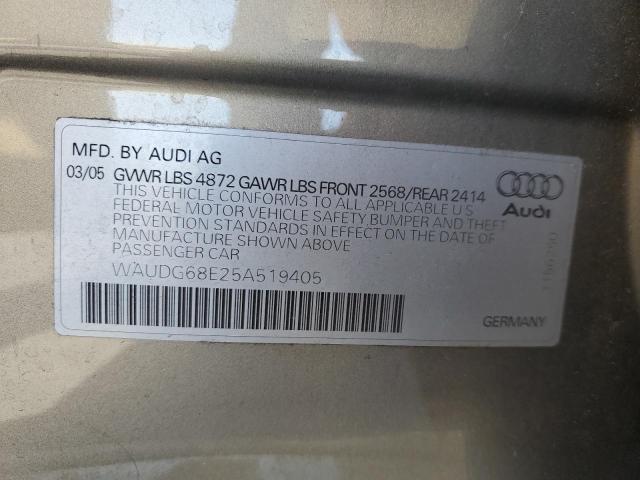 MFD. BY AUDI AG
03/05 GVWR LBS 4872 GAWR LBS FRONT 2568/REAR 2414
THIS VEHICLE CONFORMS TO ALL APPLICABLE U S
FEDERAL MOTOR VEHICLE SAFETY, BUMPER AND THEFT
PREVENTION STANDARDS IN EFFECT ON THE DATE OF
MANUFACTURE SHOWN ABOVE
PASSENGER CAR
WAUDG68E25A519405
Audi
GERMANY